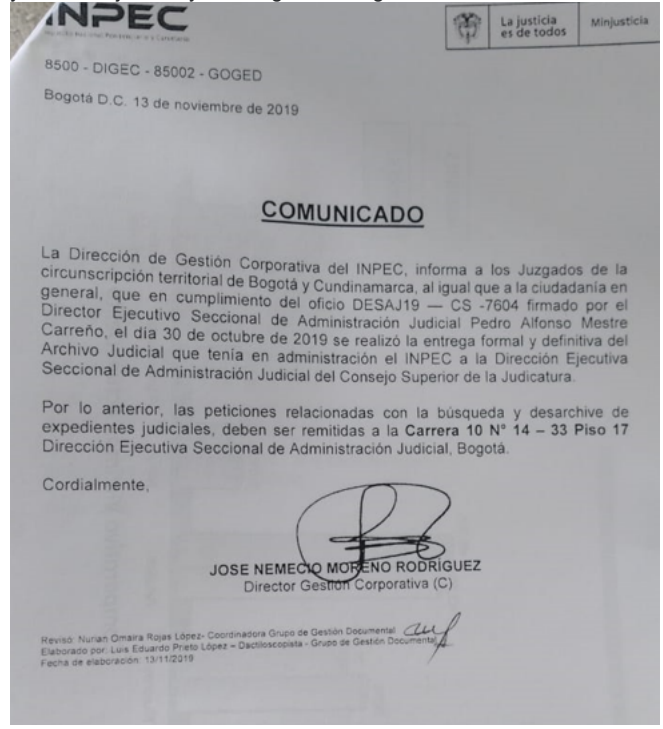 INPEC
La justicia
es de todos
Minjusticia
8500 - DIGEC - 85002 - GOGED
Bogotá D.C. 13 de noviembre de 2019
COMUNICADO
La Dirección de Gestión Corporativa del INPEC, informa a los Juzgados de la
circunscripción territorial de Bogotá y Cundinamarca, al igual que a la ciudadanía en
general, que en cumplimiento del oficio DESAJ19 — CS -7604 firmado por el
Director Ejecutivo Seccional de Administración Judicial Pedro Alfonso Mestre
Carreño, el día 30 de octubre de 2019 se realizó la entrega formal y definitiva del
Archivo Judicial que tenía en administración el INPEC a la Dirección Ejecutiva
Seccional de Administración Judicial del Consejo Superior de la Judicatura.
Por lo anterior, las peticiones relacionadas con la búsqueda y desarchive de
expedientes judiciales, deben ser remitidas a la Carrera 10 N° 14 – 33 Piso 17
Dirección Ejecutiva Seccional de Administración Judicial, Bogotá.
Cordialmente,
JOSE NEMECIO MORENO RODRÍGUEZ
Director Gestión Corporativa (C)
Revisó: Nurian Omaira Rojas López- Coordinadora Grupo de Gestión Documental
Elaborado por: Luis Eduardo Prieto López – Dactiloscopista - Grupo de Gestión Documental
Fecha de elaboración: 13/11/2019